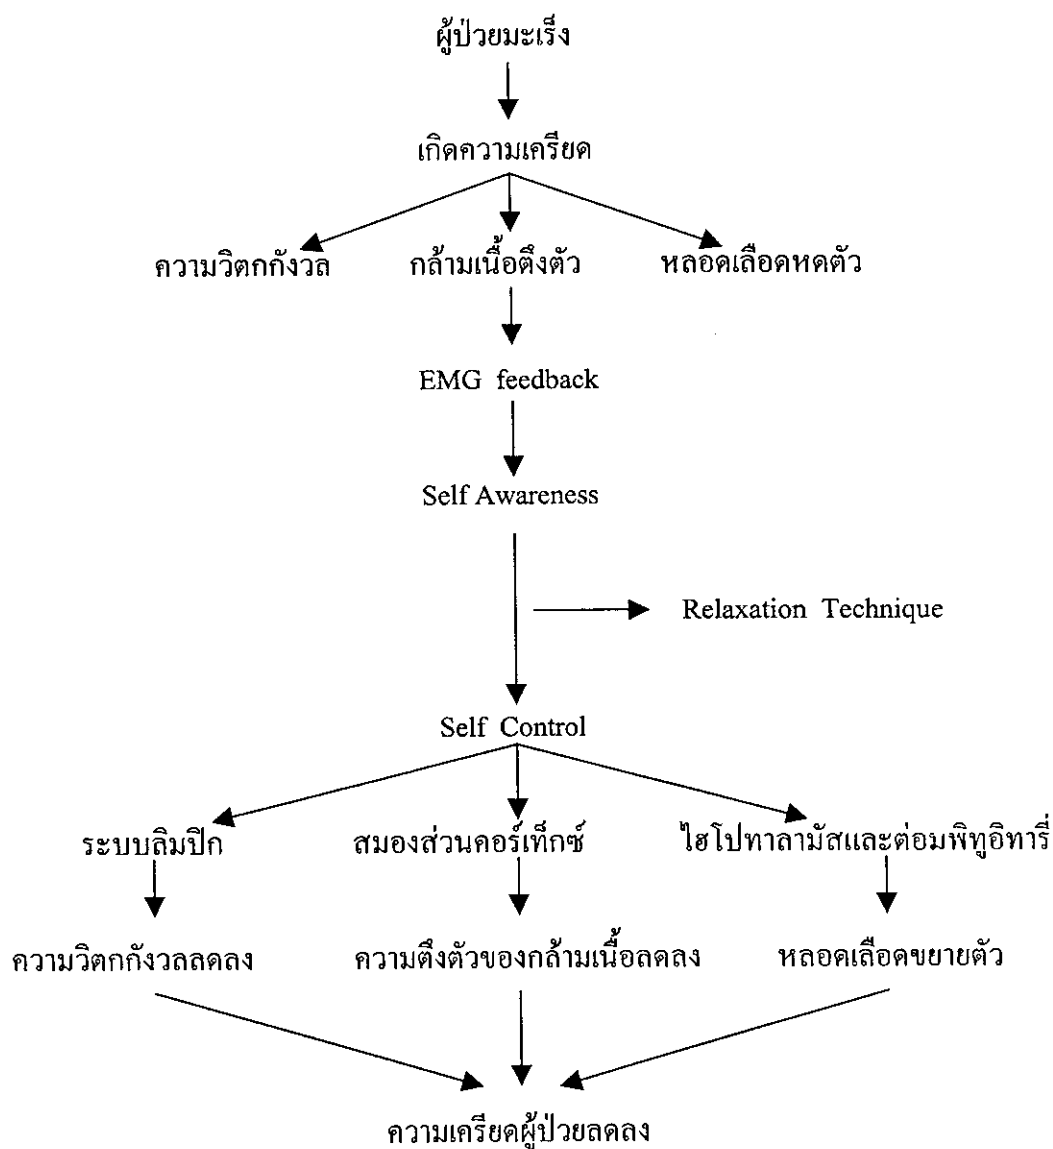 ผู้ป่วยมะเร็ง
เกิดความเครียด
ความวิตกกังวล กล้ามเนื้อตึงตัว หลอดเลือดหดตัว
EMG feedback
Self Awareness
Relaxation Technique
Self Control
ระบบลิมปิก สมองส่วนคอร์เท็กซ์ ไฮโปทาลามัสและต่อมพิทูอิทารี่
ความวิตกกังวลลดลง ความตึงตัวของกล้ามเนื้อลดลง หลอดเลือดขยายตัว
ความเครียดผู้ป่วยลดลง